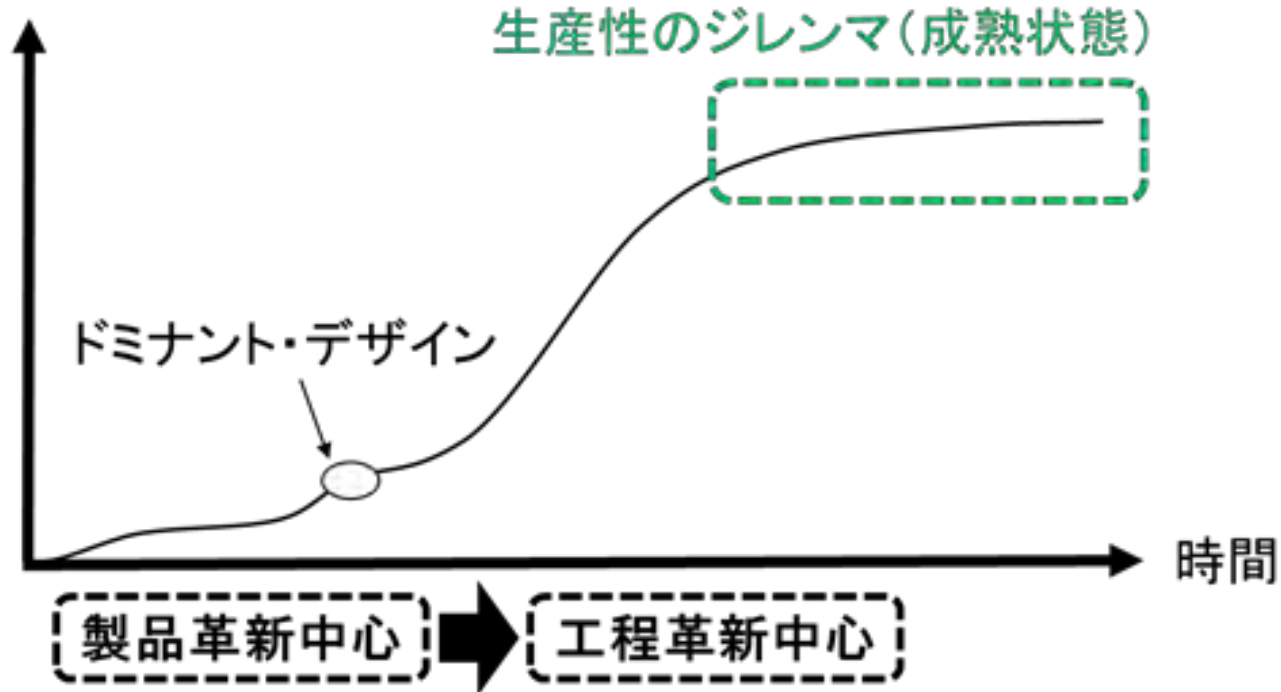 生産性のジレンマ(成熟状態)
ドミナント・デザイン
時間
製品革新中心
工程革新中心